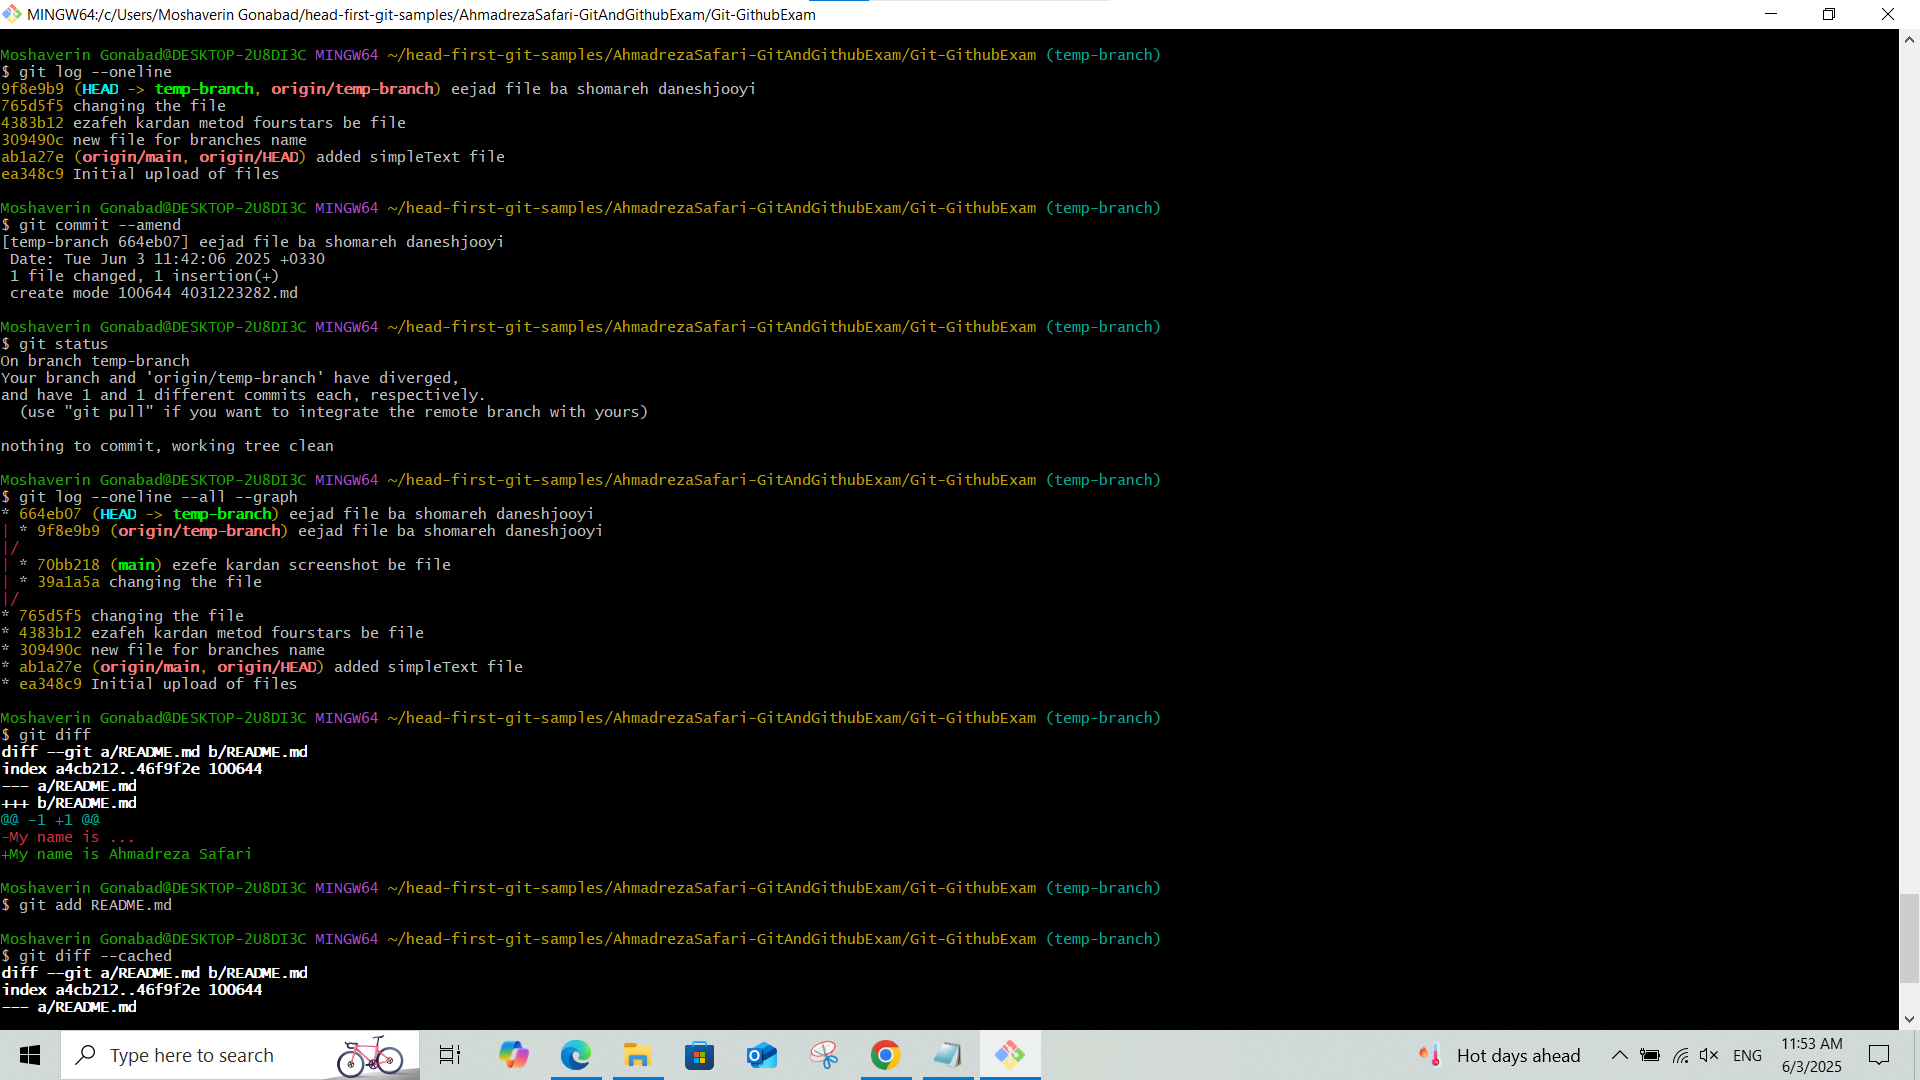 MINGW64:/c/Users/Moshaverin Gonabad/head-first-git-samples/AhmadrezaSafari-GitAndGithubExam/Git-GithubExam
Moshaverin Gonabad@DESKTOP-2U8DI3C MINGW64 ~/head-first-git-samples/AhmadrezaSafari-GitAndGithubExam/Git-GithubExam (temp-branch)
$ git log --oneline
9f8e9b9 (HEAD -> temp-branch, origin/temp-branch) eejad file ba shomareh daneshjooyi
765d5f5 changing the file
4383b12 ezafeh kardan metod fourstars be file
309490c new file for branches name
ab1a27e (origin/main, origin/HEAD) added simpleText file
ea348c9 Initial upload of files
Moshaverin Gonabad@DESKTOP-2U8DI3C MINGW64 ~/head-first-git-samples/AhmadrezaSafari-GitAndGithubExam/Git-GithubExam (temp-branch)
$ git commit --amend
[temp-branch 664eb07] eejad file ba shomareh daneshjooyi
 Date: Tue Jun 3 11:42:06 2025 +0330
 1 file changed, 1 insertion(+)
 create mode 100644 4031223282.md
Moshaverin Gonabad@DESKTOP-2U8DI3C MINGW64 ~/head-first-git-samples/AhmadrezaSafari-GitAndGithubExam/Git-GithubExam (temp-branch)
$ git status
On branch temp-branch
Your branch and 'origin/temp-branch' have diverged,
and have 1 and 1 different commits each, respectively.
  (use "git pull" if you want to integrate the remote branch with yours)
nothing to commit, working tree clean
Moshaverin Gonabad@DESKTOP-2U8DI3C MINGW64 ~/head-first-git-samples/AhmadrezaSafari-GitAndGithubExam/Git-GithubExam (temp-branch)
$ git log --oneline --all --graph
* 664eb07 (HEAD -> temp-branch) eejad file ba shomareh daneshjooyi
| * 9f8e9b9 (origin/temp-branch) eejad file ba shomareh daneshjooyi
|/
| * 70bb218 (main) ezefe kardan screenshot be file
| * 39a1a5a changing the file
|/
* 765d5f5 changing the file
* 4383b12 ezafeh kardan metod fourstars be file
* 309490c new file for branches name
* ab1a27e (origin/main, origin/HEAD) added simpleText file
* ea348c9 Initial upload of files
Moshaverin Gonabad@DESKTOP-2U8DI3C MINGW64 ~/head-first-git-samples/AhmadrezaSafari-GitAndGithubExam/Git-GithubExam (temp-branch)
$ git diff
diff --git a/README.md b/README.md
index a4cb212..46f9f2e 100644
--- a/README.md
+++ b/README.md
@@ -1 +1 @@
-My name is ...
+My name is Ahmadreza Safari
Moshaverin Gonabad@DESKTOP-2U8DI3C MINGW64 ~/head-first-git-samples/AhmadrezaSafari-GitAndGithubExam/Git-GithubExam (temp-branch)
$ git add README.md
Moshaverin Gonabad@DESKTOP-2U8DI3C MINGW64 ~/head-first-git-samples/AhmadrezaSafari-GitAndGithubExam/Git-GithubExam (temp-branch)
$ git diff --cached
diff --git a/README.md b/README.md
index a4cb212..46f9f2e 100644
--- a/README.md
Type here to search
Hot days ahead
ENG
11:53 AM
6/3/2025